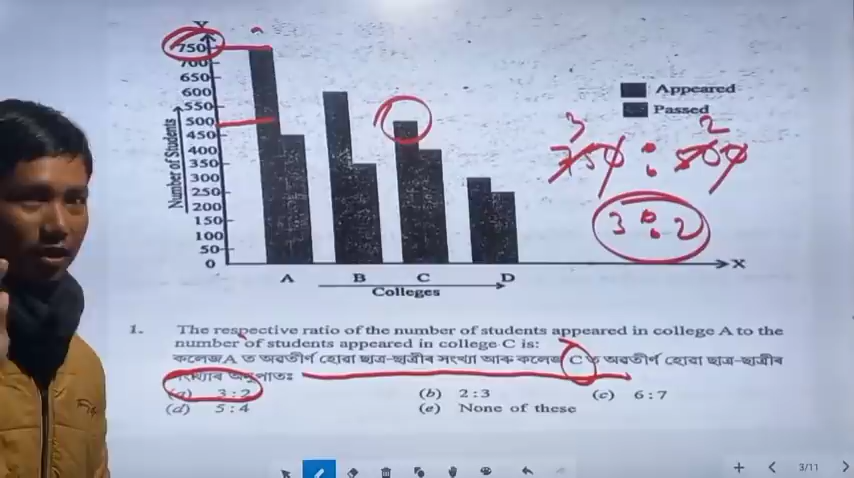 Y
750
700
650
600
550
500
450
400
350
300
250
200
150
100
50
0
Number of Students
Appeared
Passed
3 2
750 : 500
3 : 2
A B C D
X
Colleges
1. The respective ratio of the number of students appeared in college A to the
number of students appeared in college C is:
কলেজ A ত অৱতীৰ্ণ হোৱা ছাত্ৰ-ছাত্ৰীৰ সংখ্যা আৰু কলেজ C ত অৱতীৰ্ণ হোৱা ছাত্ৰ-ছাত্ৰীৰ
সংখ্যাৰ অনুপাতঃ
(a) 3 : 2 (b) 2 : 3 (c) 6 : 7
(d) 5 : 4 (e) None of these
3/11